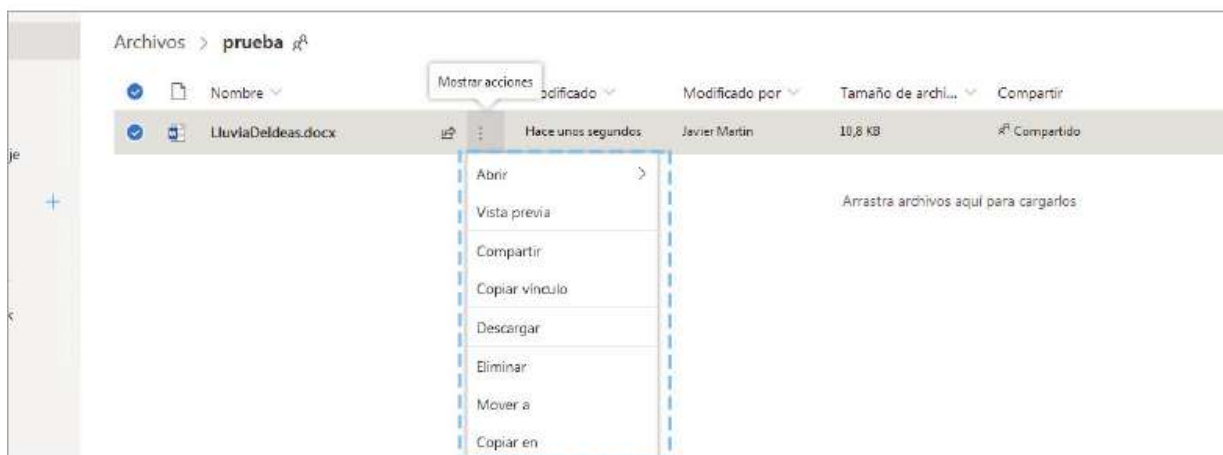 Archivos > prueba
Mostrar acciones
Nombre odificado Modificado por Tamaño de archi... Compartir
LluviaDeIdeas.docx Hace unos segundos Javier Martin 10,8 KB Compartido
je
Abrir
Arrastra archivos aquí para cargarlos
Vista previa
Compartir
Copiar vínculo
k
Descargar
Eliminar
Mover a
Copiar en